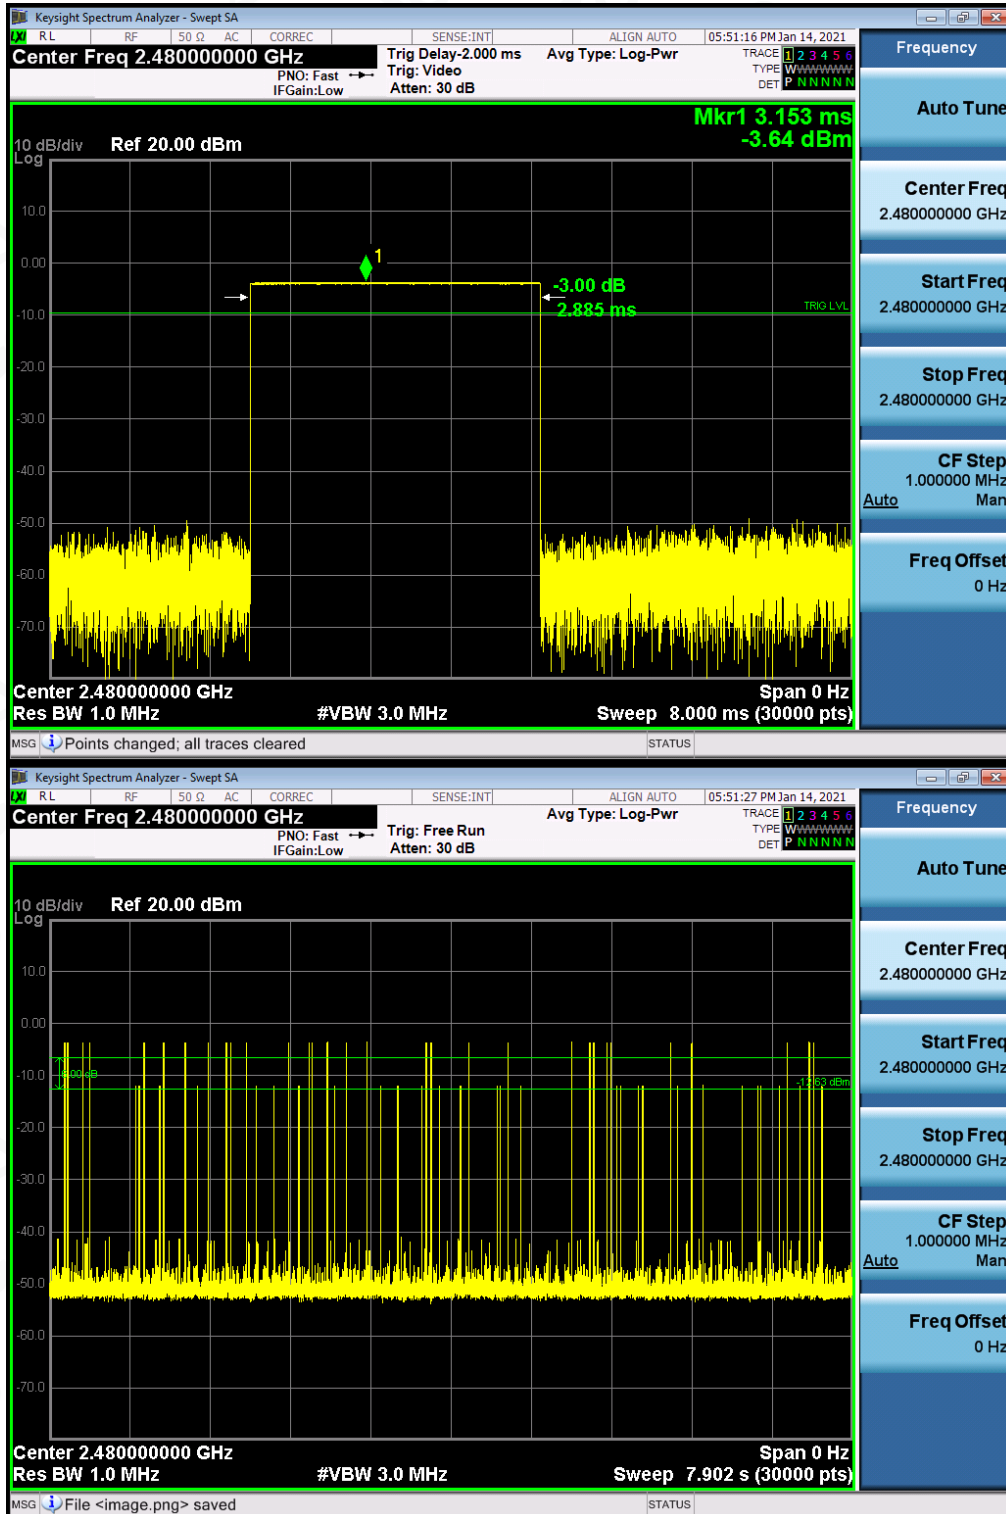 Keysight Spectrum Analyzer - Swept SA
LXI RL RF 50 Ω AC CORREC SENSE:INT ALIGN AUTO 05:51:16 PM Jan 14, 2021
Center Freq 2.480000000 GHz
PNO: Fast
IFGain:Low
Trig Delay-2.000 ms
Trig: Video
Atten: 30 dB
Avg Type: Log-Pwr
TRACE 1 2 3 4 5 6
TYPE WWWWWW
DET P N N N N N
Mkr1 3.153 ms
-3.64 dBm
10 dB/div Ref 20.00 dBm
Log
10.0
0.00
1
-3.00 dB
2.885 ms
TRIG LVL
-10.0
-20.0
-30.0
-40.0
-50.0
-60.0
-70.0
Center 2.480000000 GHz Span 0 Hz
Res BW 1.0 MHz #VBW 3.0 MHz Sweep 8.000 ms (30000 pts)
MSG Points changed; all traces cleared STATUS
Frequency
Auto Tune
Center Freq
2.480000000 GHz
Start Freq
2.480000000 GHz
Stop Freq
2.480000000 GHz
CF Step
1.000000 MHz
Auto Man
Freq Offset
0 Hz
Keysight Spectrum Analyzer - Swept SA
LXI RL RF 50 Ω AC CORREC SENSE:INT ALIGN AUTO 05:51:27 PM Jan 14, 2021
Center Freq 2.480000000 GHz
PNO: Fast
IFGain:Low
Trig: Free Run
Atten: 30 dB
Avg Type: Log-Pwr
TRACE 1 2 3 4 5 6
TYPE WWWWWW
DET P N N N N N
10 dB/div Ref 20.00 dBm
Log
10.0
0.00
-10.0
6.00 dB
-12.63 dBm
-20.0
-30.0
-40.0
-50.0
-60.0
-70.0
Center 2.480000000 GHz Span 0 Hz
Res BW 1.0 MHz #VBW 3.0 MHz Sweep 7.902 s (30000 pts)
MSG File <image.png> saved STATUS
Frequency
Auto Tune
Center Freq
2.480000000 GHz
Start Freq
2.480000000 GHz
Stop Freq
2.480000000 GHz
CF Step
1.000000 MHz
Auto Man
Freq Offset
0 Hz